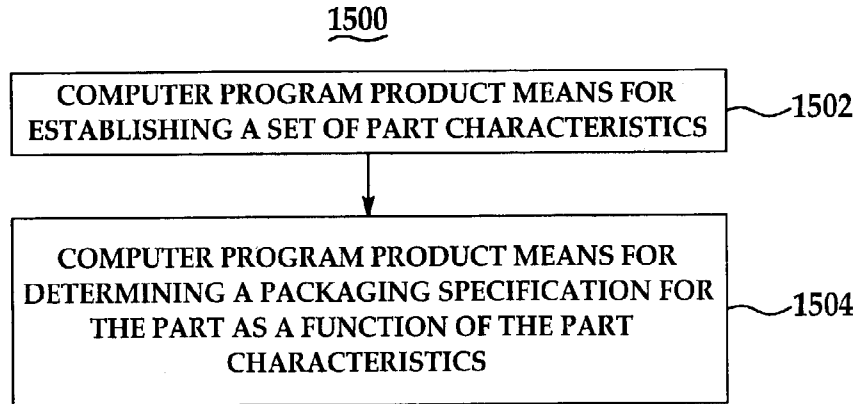 1500
COMPUTER PROGRAM PRODUCT MEANS FOR
ESTABLISHING A SET OF PART CHARACTERISTICS
1502
COMPUTER PROGRAM PRODUCT MEANS FOR
DETERMINING A PACKAGING SPECIFICATION FOR
THE PART AS A FUNCTION OF THE PART
CHARACTERISTICS
1504